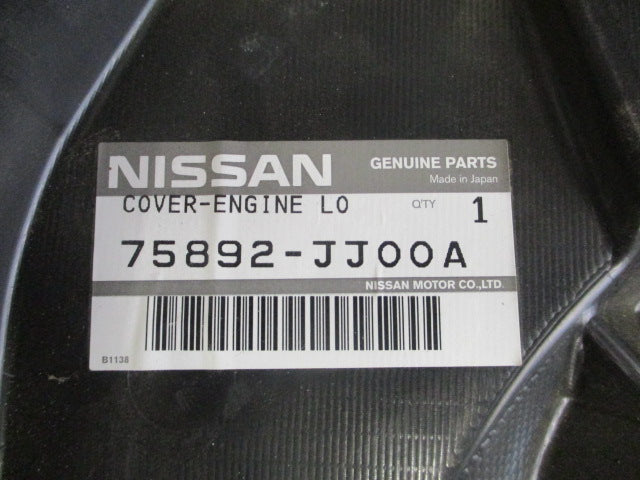 NISSAN
GENUINE PARTS
Made in Japan
COVER-ENGINE LO Q'TY 1
75892-JJ00A
NISSAN MOTOR CO.,LTD.
B1138